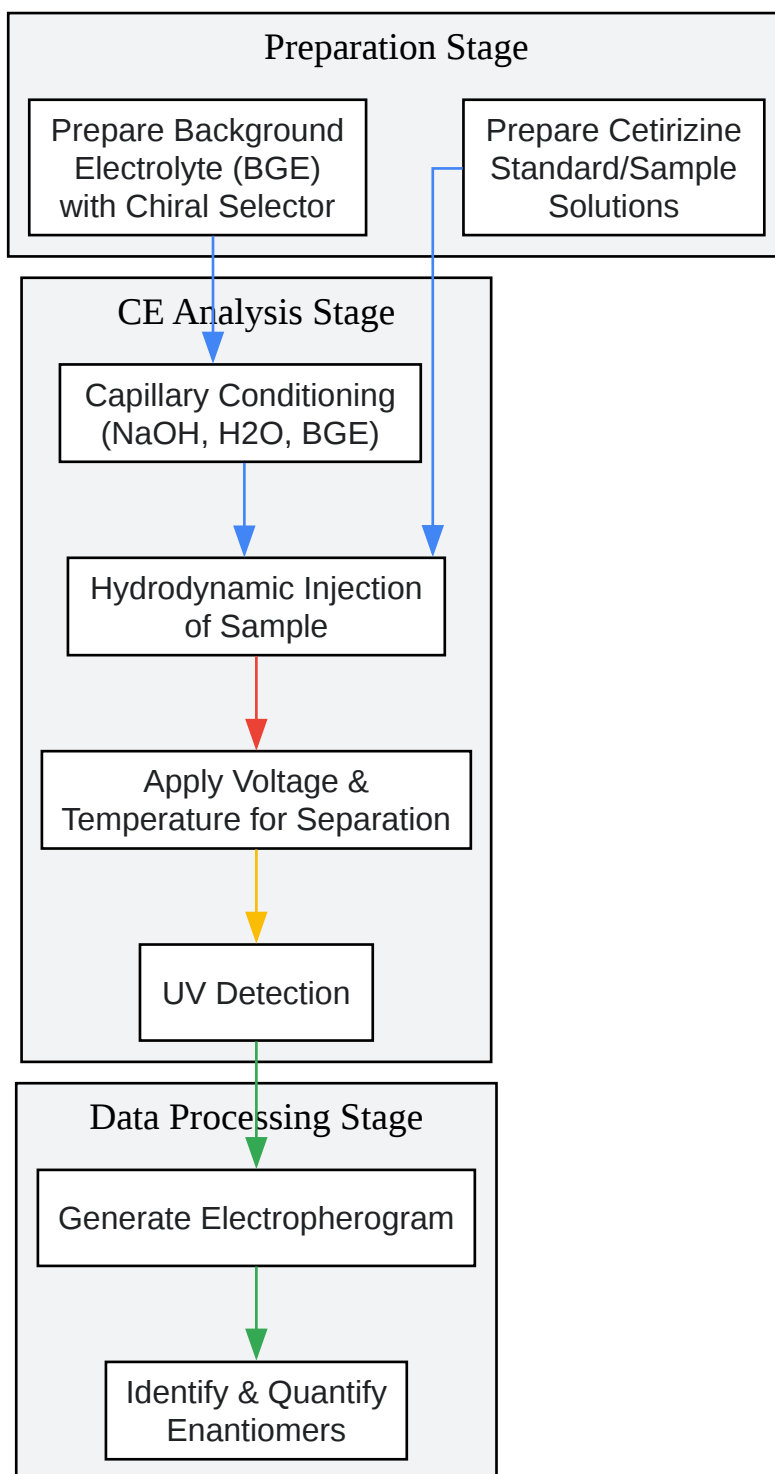 Preparation Stage
Prepare Background
Electrolyte (BGE)
with Chiral Selector
Prepare Cetirizine
Standard/Sample
Solutions
CE Analysis Stage
Capillary Conditioning
(NaOH, H2O, BGE)
Hydrodynamic Injection
of Sample
Apply Voltage &
Temperature for Separation
UV Detection
Data Processing Stage
Generate Electropherogram
Identify & Quantify
Enantiomers